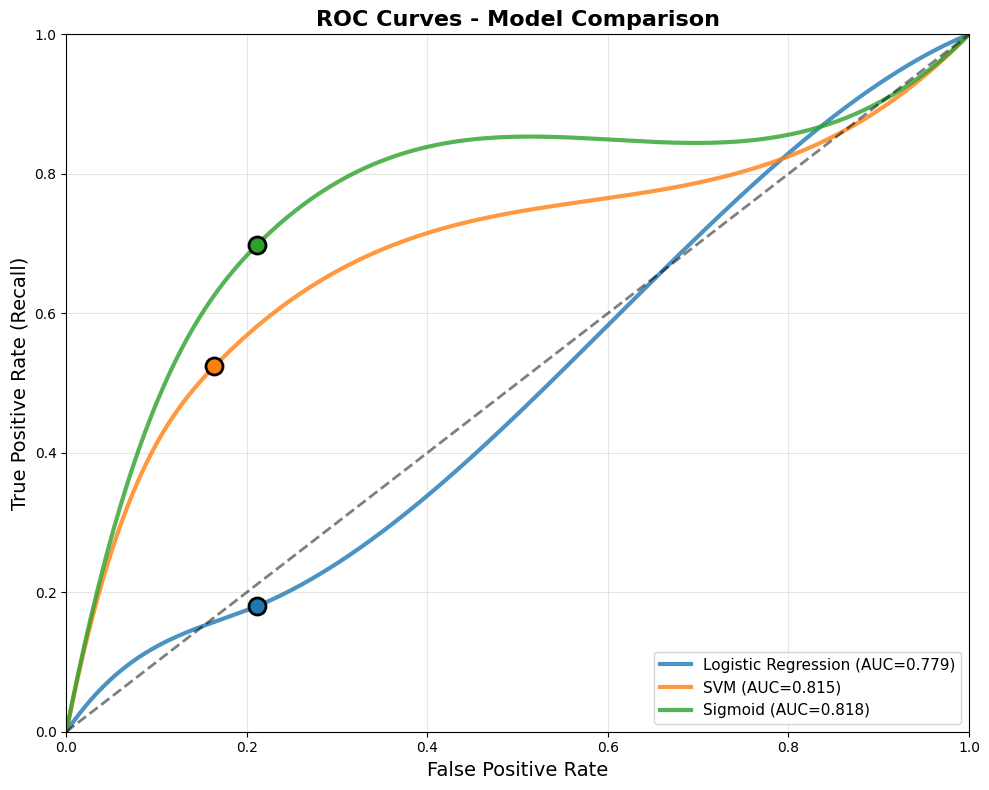 ROC Curves - Model Comparison
1.0
0.8
0.6
0.4
0.2
0.0
True Positive Rate (Recall)
0.0 0.2 0.4 0.6 0.8 1.0
False Positive Rate
Logistic Regression (AUC=0.779)
SVM (AUC=0.815)
Sigmoid (AUC=0.818)